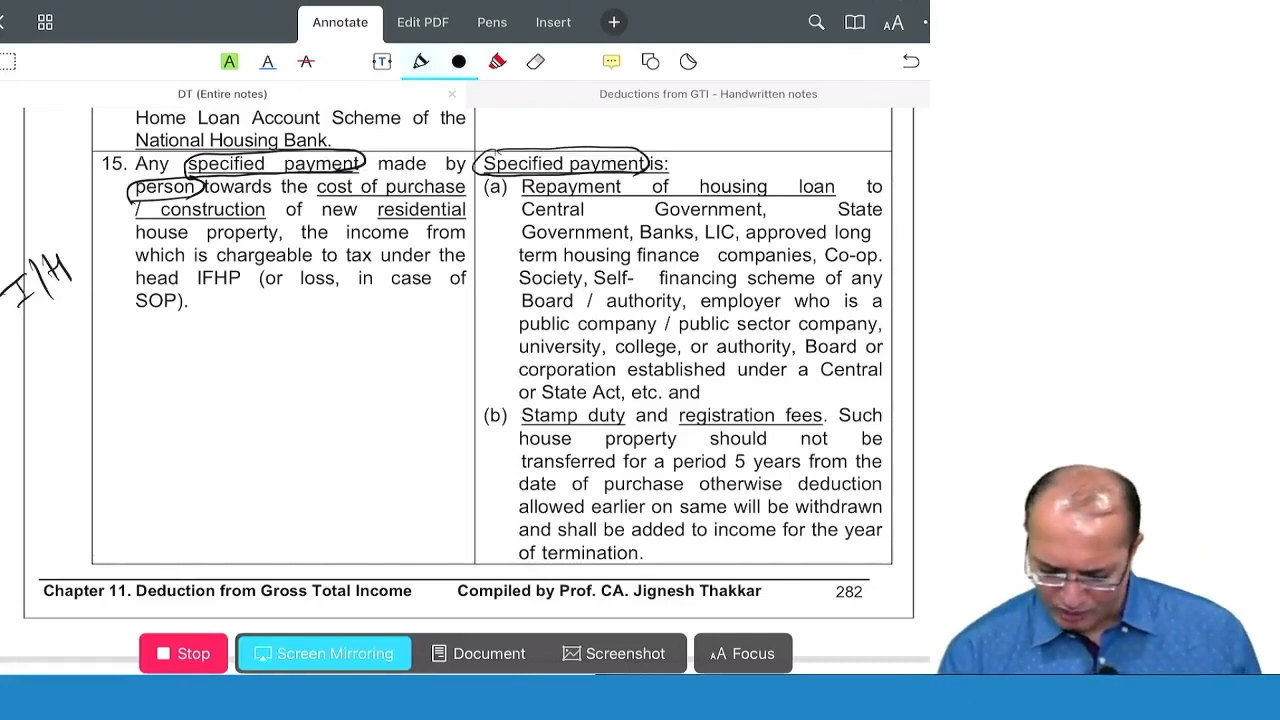 Annotate Edit PDF Pens Insert
DT (Entire notes) Deductions from GTI - Handwritten notes
Home Loan Account Scheme of the
National Housing Bank.
15. Any specified payment made by
person towards the cost of purchase
/ construction of new residential
house property, the income from
which is chargeable to tax under the
head IFHP (or loss, in case of
SOP).
I/H
Specified payment is:
(a) Repayment of housing loan to
Central Government, State
Government, Banks, LIC, approved long
term housing finance companies, Co-op.
Society, Self- financing scheme of any
Board / authority, employer who is a
public company / public sector company,
university, college, or authority, Board or
corporation established under a Central
or State Act, etc. and
(b) Stamp duty and registration fees. Such
house property should not be
transferred for a period 5 years from the
date of purchase otherwise deduction
allowed earlier on same will be withdrawn
and shall be added to income for the year
of termination.
Chapter 11. Deduction from Gross Total Income Compiled by Prof. CA. Jignesh Thakkar 282
Stop Screen Mirroring Document Screenshot AA Focus